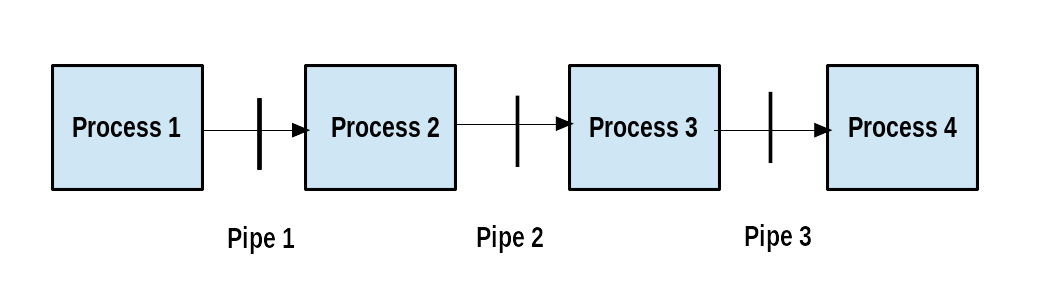 Process 1
Process 2
Process 3
Process 4
Pipe 1
Pipe 2
Pipe 3